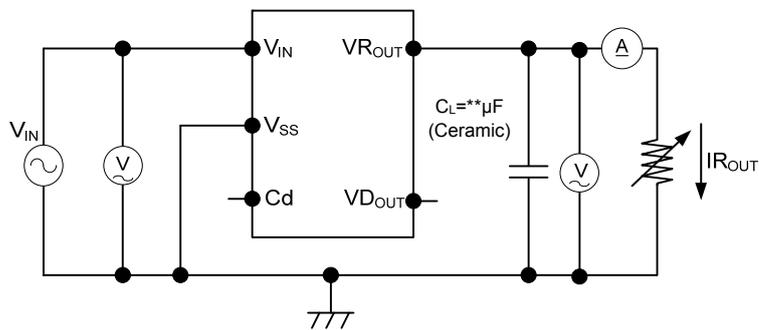 VIN
V
VIN
VSS
Cd
VROUT
VDOUT
CL=**µF
(Ceramic)
V
A
IROUT